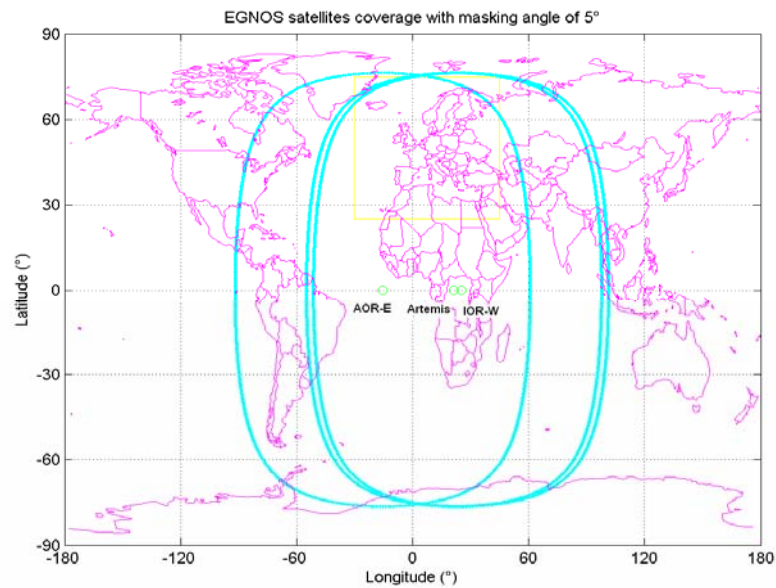 EGNOS satellites coverage with masking angle of 5°
90
60
30
0
-30
-60
-90
Latitude (°)
AOR-E
Artemis
IOR-W
-180
-120
-60
0
60
120
180
Longitude (°)